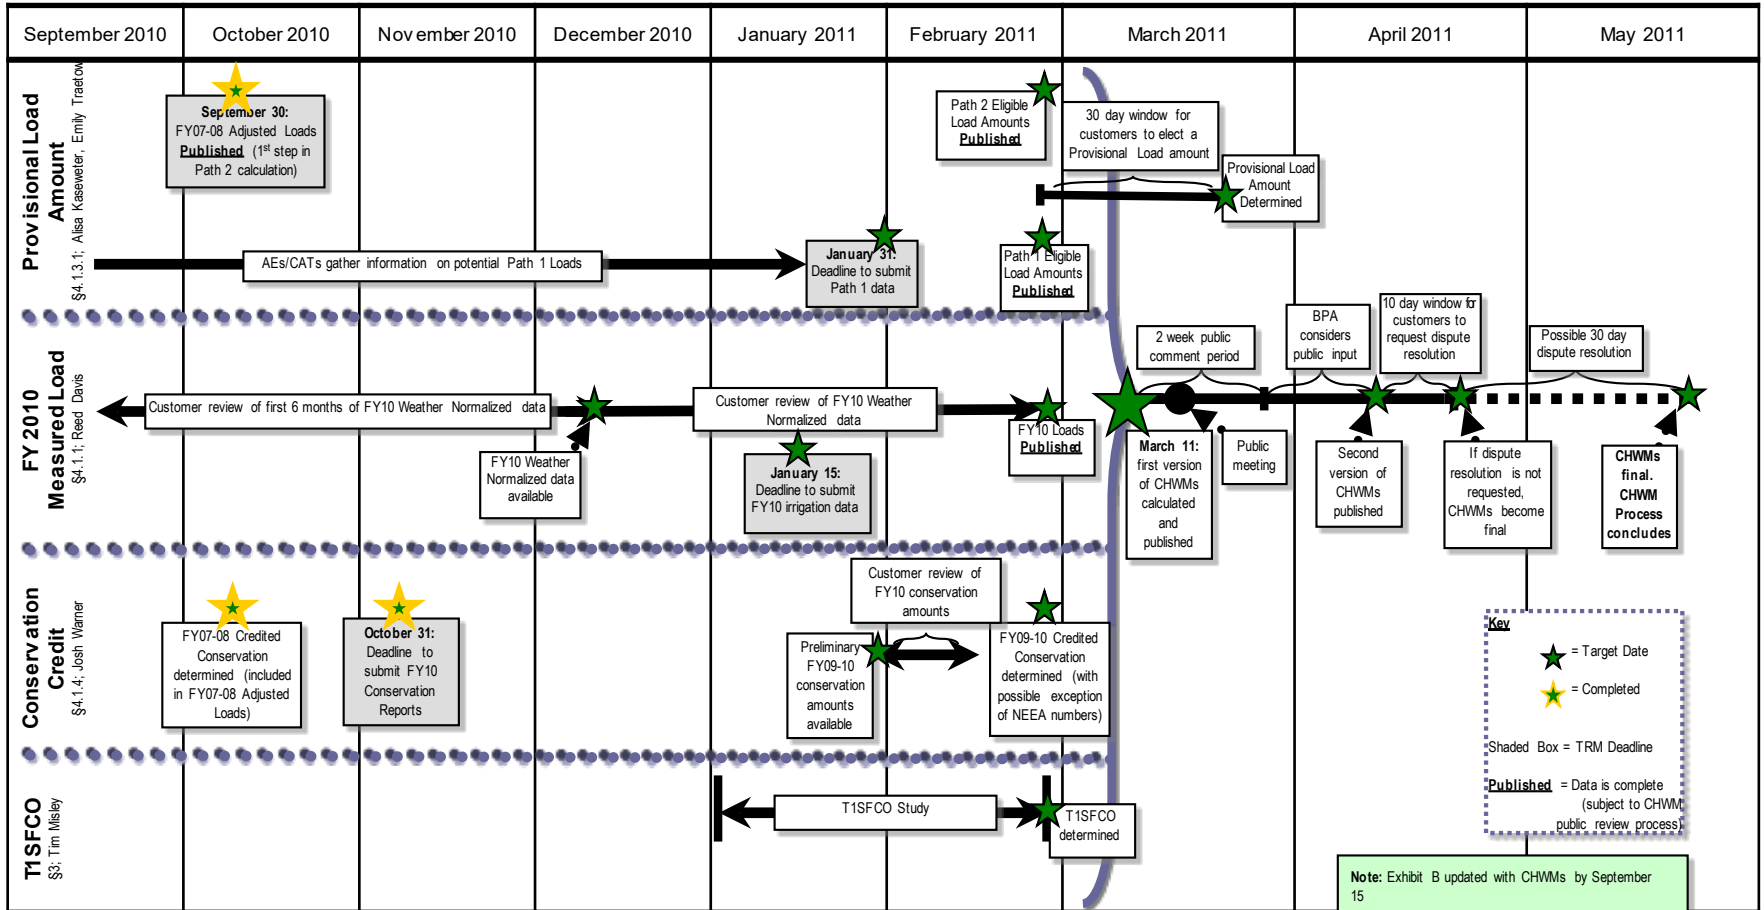 September 2010
October 2010
November 2010
December 2010
January 2011
February 2011
March 2011
April 2011
May 2011
Provisional Load
Amount
§4.1.3.1; Alisa Kaseweter, Emily Traetow
September 30:
FY07-08 Adjusted Loads
Published (1st step in
Path 2 calculation)
Path 2 Eligible
Load Amounts
Published
30 day window for
customers to elect a
Provisional Load amount
Provisional Load
Amount
Determined
AEs/CATs gather information on potential Path 1 Loads
January 31:
Deadline to submit
Path 1 data
Path 1 Eligible
Load Amounts
Published
FY 2010
Measured Load
§4.1.1; Reed Davis
Customer review of first 6 months of FY10 Weather Normalized data
FY10 Weather
Normalized data
available
Customer review of FY10 Weather
Normalized data
January 15:
Deadline to submit
FY10 irrigation data
FY10 Loads
Published
2 week public
comment period
BPA
considers
public input
10 day window for
customers to
request dispute
resolution
Possible 30 day
dispute resolution
March 11:
first version
of CHWMs
calculated
and
published
Public
meeting
Second
version of
CHWMs
published
If dispute
resolution is not
requested,
CHWMs become
final
CHWMs
final.
CHWM
Process
concludes
Conservation
Credit
§4.1.4; Josh Warner
FY07-08 Credited
Conservation
determined (included
in FY07-08 Adjusted
Loads)
October 31:
Deadline to
submit FY10
Conservation
Reports
Customer review of
FY10 conservation
amounts
Preliminary
FY09-10
conservation
amounts
available
FY09-10 Credited
Conservation
determined (with
possible exception
of NEEA numbers)
T1SFCO
§3; Tim Misley
T1SFCO Study
T1SFCO
determined
Key
= Target Date
= Completed
Shaded Box = TRM Deadline
Published = Data is complete
(subject to CHWM
public review process)
Note: Exhibit B updated with CHWMs by September
15